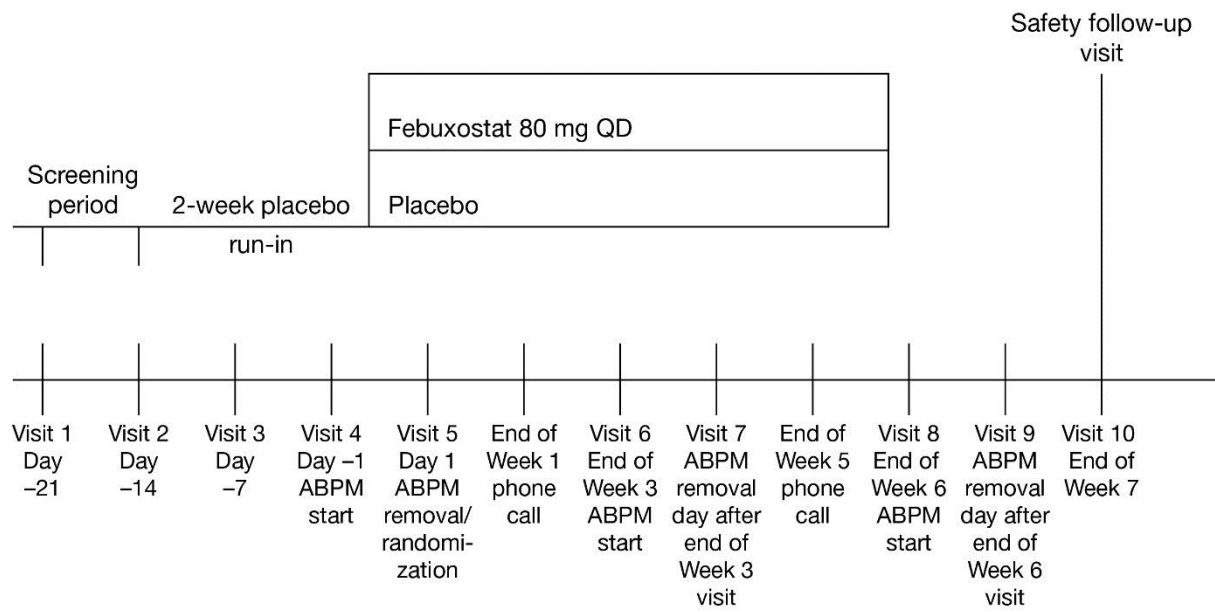 Safety follow-up
visit
Febuxostat 80 mg QD
Screening
period
2-week placebo
run-in
Placebo
Visit 1
Day
–21
Visit 2
Day
–14
Visit 3
Day
–7
Visit 4
Day –1
ABPM
start
Visit 5
Day 1
ABPM
removal/
randomi-
zation
End of
Week 1
phone
call
Visit 6
End of
Week 3
ABPM
start
Visit 7
ABPM
removal
day after
end of
Week 3
visit
End of
Week 5
phone
call
Visit 8
End of
Week 6
ABPM
start
Visit 9
ABPM
removal
day after
end of
Week 6
visit
Visit 10
End of
Week 7